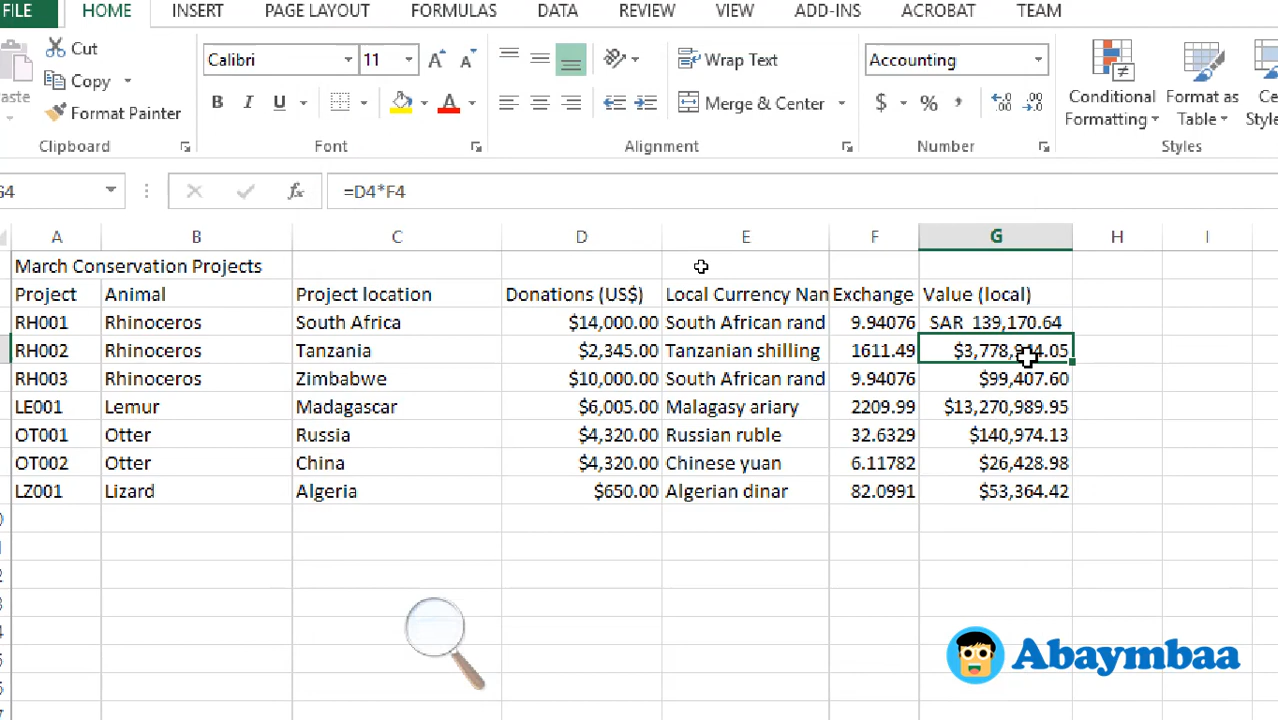 FILE HOME INSERT PAGE LAYOUT FORMULAS DATA REVIEW VIEW ADD-INS ACROBAT TEAM
Cut
Copy
Format Painter
Clipboard
Calibri 11
B I U
Font
Wrap Text
Merge & Center
Alignment
Accounting
$ % ,
Number
Conditional Formatting
Format as Table
Styles
=D4*F4
A B C D E F G H I
March Conservation Projects
Project Animal Project location Donations (US$) Local Currency Nam Exchange Value (local)
RH001 Rhinoceros South Africa $14,000.00 South African rand 9.94076 SAR 139,170.64
RH002 Rhinoceros Tanzania $2,345.00 Tanzanian shilling 1611.49
RH003 Rhinoceros Zimbabwe $10,000.00 South African rand 9.94076 $99,407.60
LE001 Lemur Madagascar $6,005.00 Malagasy ariary 2209.99 $13,270,989.95
OT001 Otter Russia $4,320.00 Russian ruble 32.6329 $140,974.13
OT002 Otter China $4,320.00 Chinese yuan 6.11782 $26,428.98
LZ001 Lizard Algeria $650.00 Algerian dinar 82.0991 $53,364.42
Abaymbaa